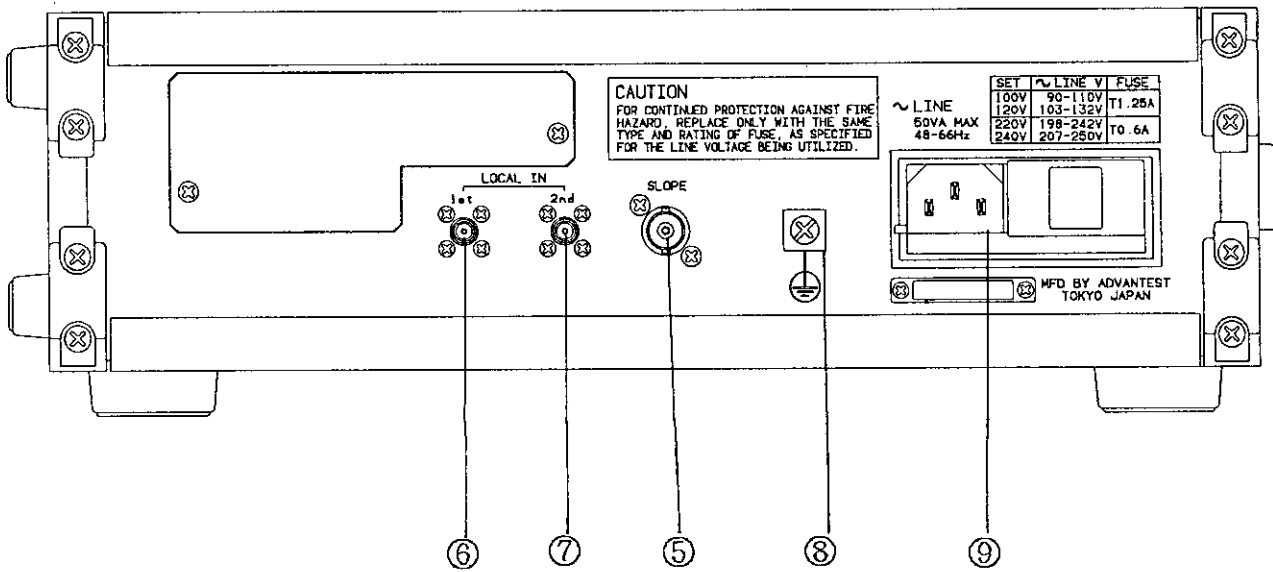 CAUTION
FOR CONTINUED PROTECTION AGAINST FIRE
HAZARD, REPLACE ONLY WITH THE SAME
TYPE AND RATING OF FUSE, AS SPECIFIED
FOR THE LINE VOLTAGE BEING UTILIZED.
∼ LINE
50VA MAX
48-66Hz
SET ∼ LINE V FUSE
100V 90-110V T1.25A
120V 103-132V
220V 198-242V T0.6A
240V 207-250V
LOCAL IN
1st 2nd
SLOPE
MFD BY ADVANTEST
TOKYO JAPAN
⑥ ⑦ ⑤ ⑧ ⑨